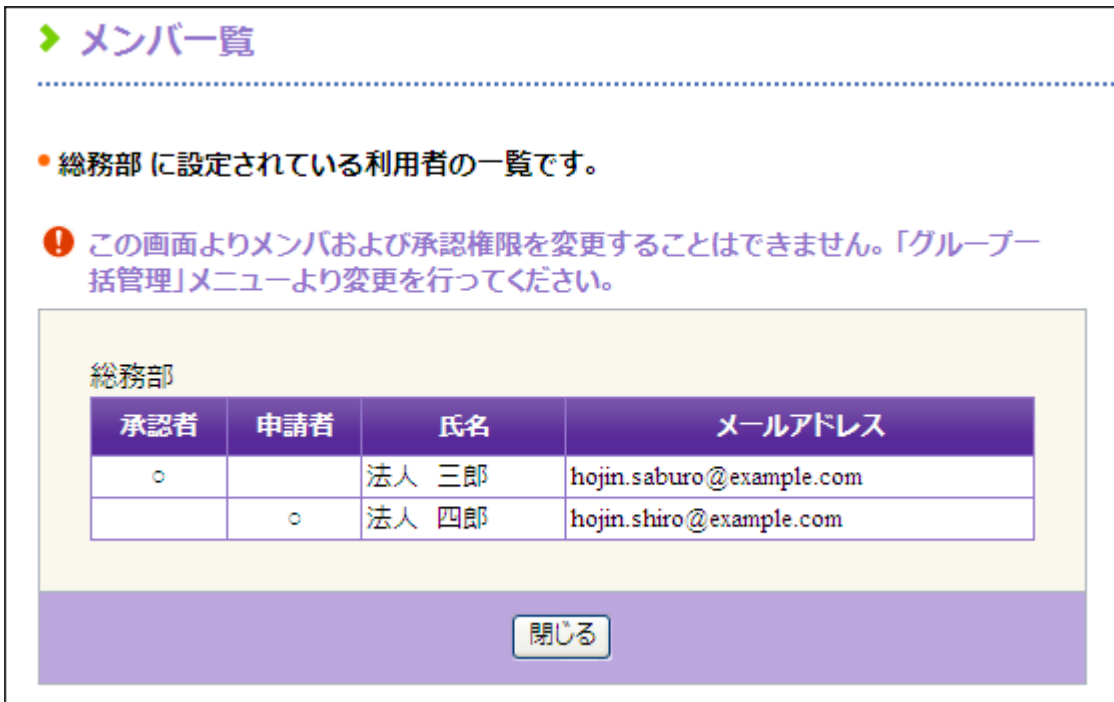 メンバ一覧
総務部 に設定されている利用者の一覧です。
この画面よりメンバおよび承認権限を変更することはできません。「グループ一
括管理」メニューより変更を行ってください。
総務部
承認者 申請者 氏名 メールアドレス
○ 法人 三郎 hojin.saburo@example.com
○ 法人 四郎 hojin.shiro@example.com
閉じる